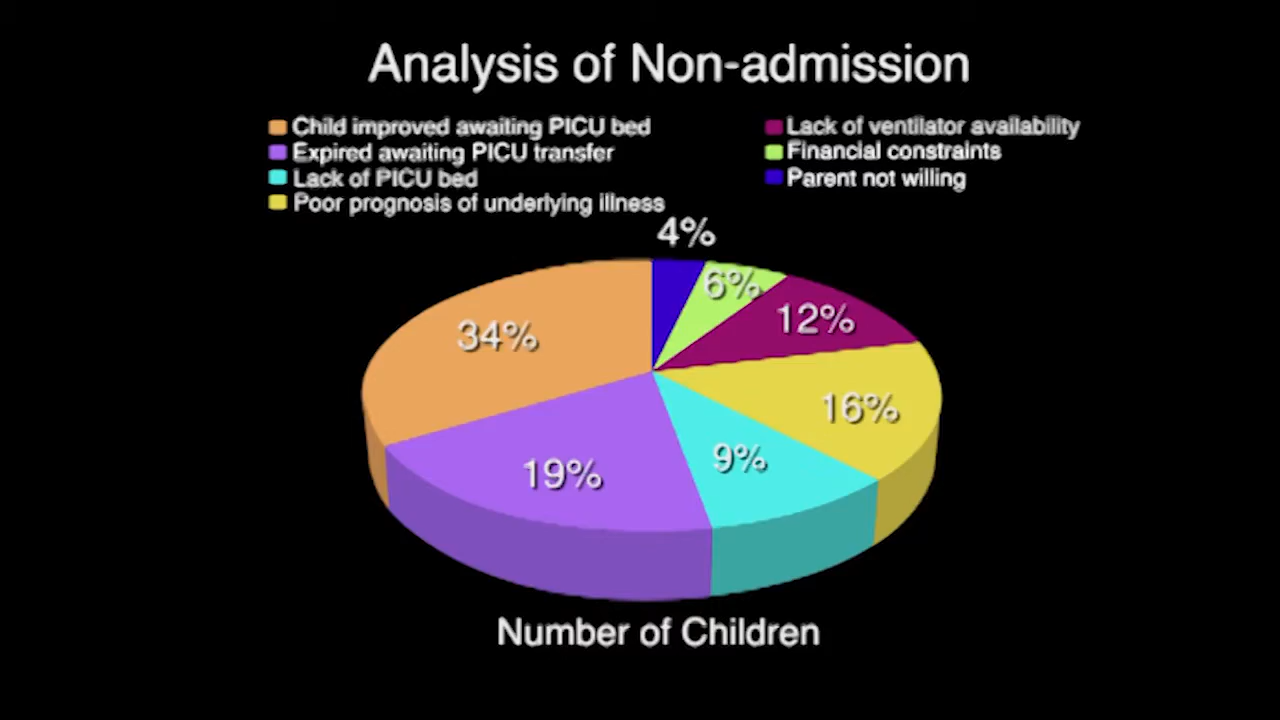 Analysis of Non-admission
Child improved awaiting PICU bed
Expired awaiting PICU transfer
Lack of PICU bed
Poor prognosis of underlying illness
Lack of ventilator availability
Financial constraints
Parent not willing
4%
6%
12%
34%
16%
9%
19%
Number of Children